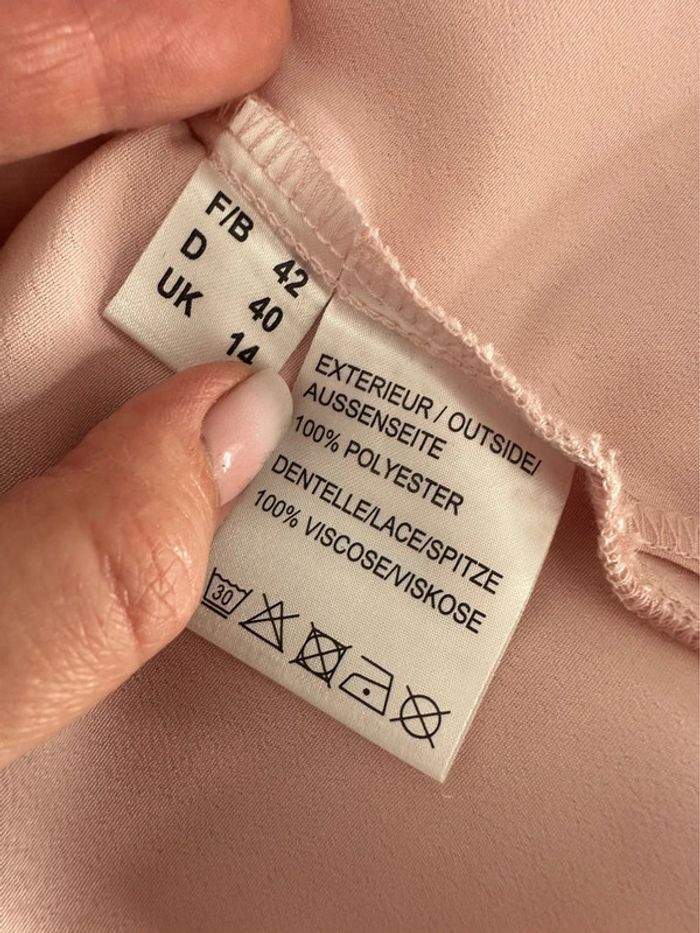 F/B 42
D 40
UK 14
EXTERIEUR / OUTSIDE/
AUSSENSEITE
100% POLYESTER
DENTELLE/LACE/SPITZE
100% VISCOSE/VISKOSE
30